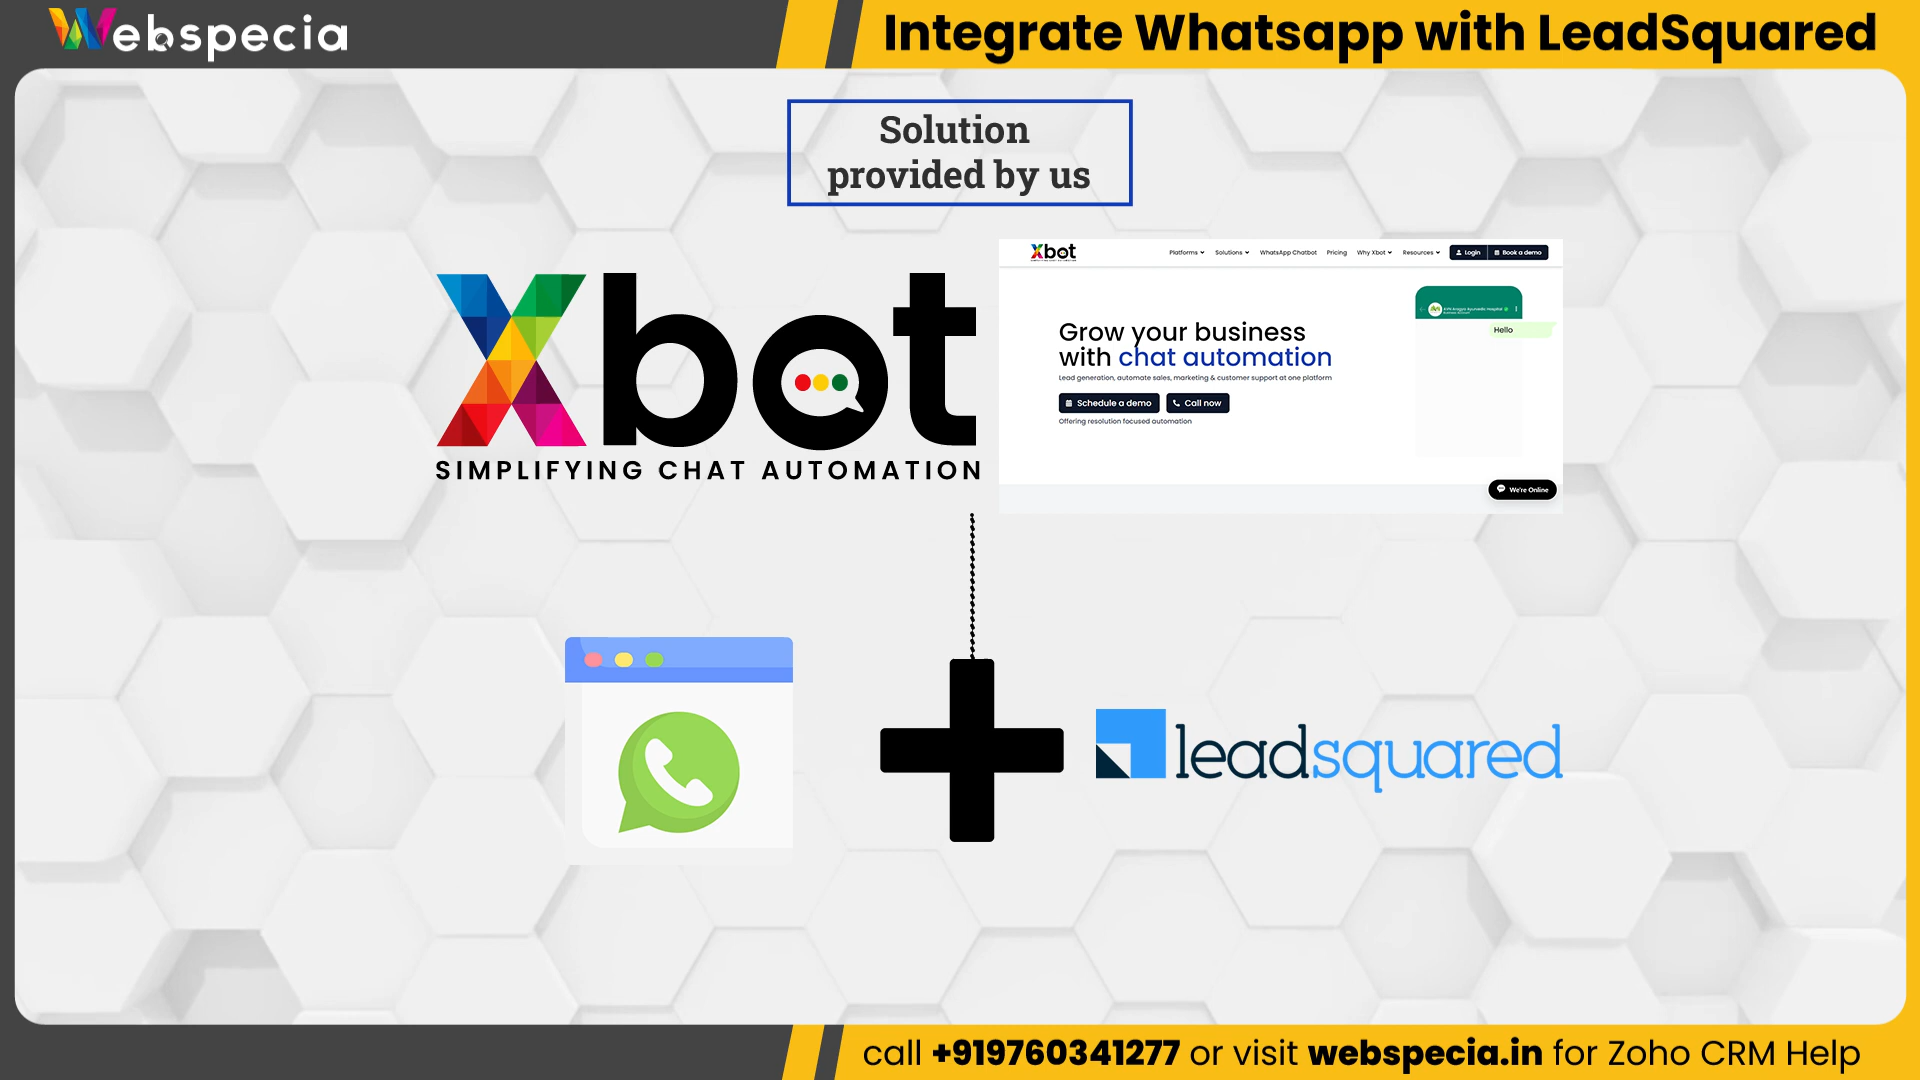 Webspecia
Integrate Whatsapp with LeadSquared
Solution
provided by us
Xbot
SIMPLIFYING CHAT AUTOMATION
Xbot
Platforms Solutions WhatsApp Chatbot Pricing Why Xbot Resources Login Book a demo
Grow your business
with chat automation
Lead generation, automate sales, marketing & customer support at one platform
Schedule a demo Call now
Offering resolution focused automation
Hello
We're Online
leadsquared
call +919760341277 or visit webspecia.in for Zoho CRM Help